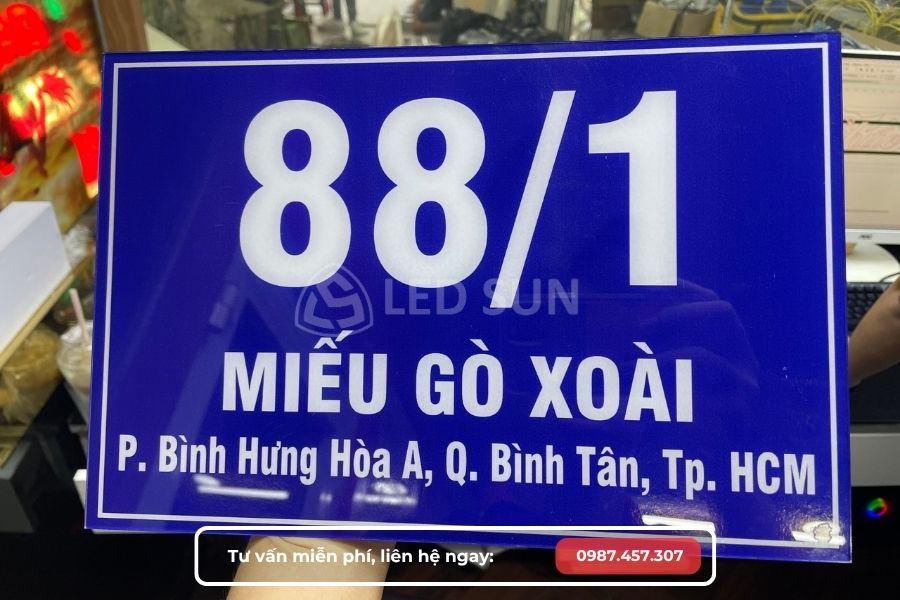 88/1
LED SUN
MIẾU GÒ XOÀI
P. Bình Hưng Hòa A, Q. Bình Tân, Tp. HCM
Tư vấn miễn phí, liên hệ ngay: 0987.457.307